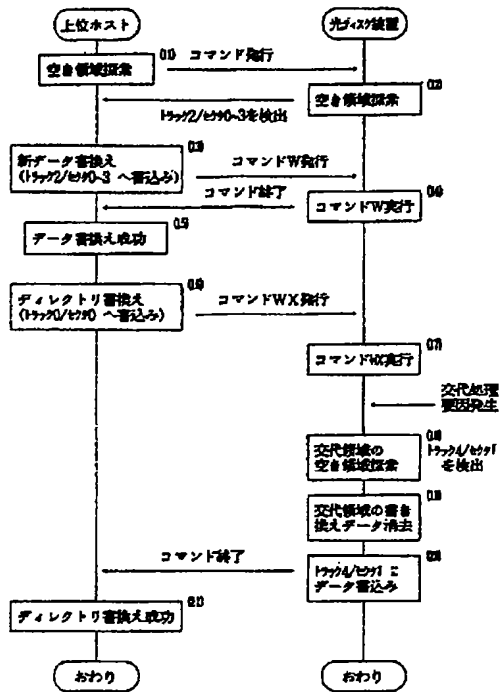 上位ホスト
光ディスク装置
(11)
コマンド発行
空き領域探索
(12)
空き領域探索
トラック2/セクタ0~3を検出
(13)
新データ書換え
(トラック2/セクタ0~3 へ書込み)
コマンドW発行
コマンド終了
(14)
コマンドW実行
(15)
データ書換え成功
(16)
ディレクトリ書換え
(トラック0/セクタ0 へ書込み)
コマンドWX発行
(17)
コマンドWX実行
交代処理
要因発生
(18)
交代領域の
空き領域探索
トラック4/セクタ1
を検出
(19)
交代領域の書き
換えデータ消去
(20)
コマンド終了
トラック4/セクタ1 に
データ書込み
(21)
ディレクトリ書換え成功
おわり
おわり